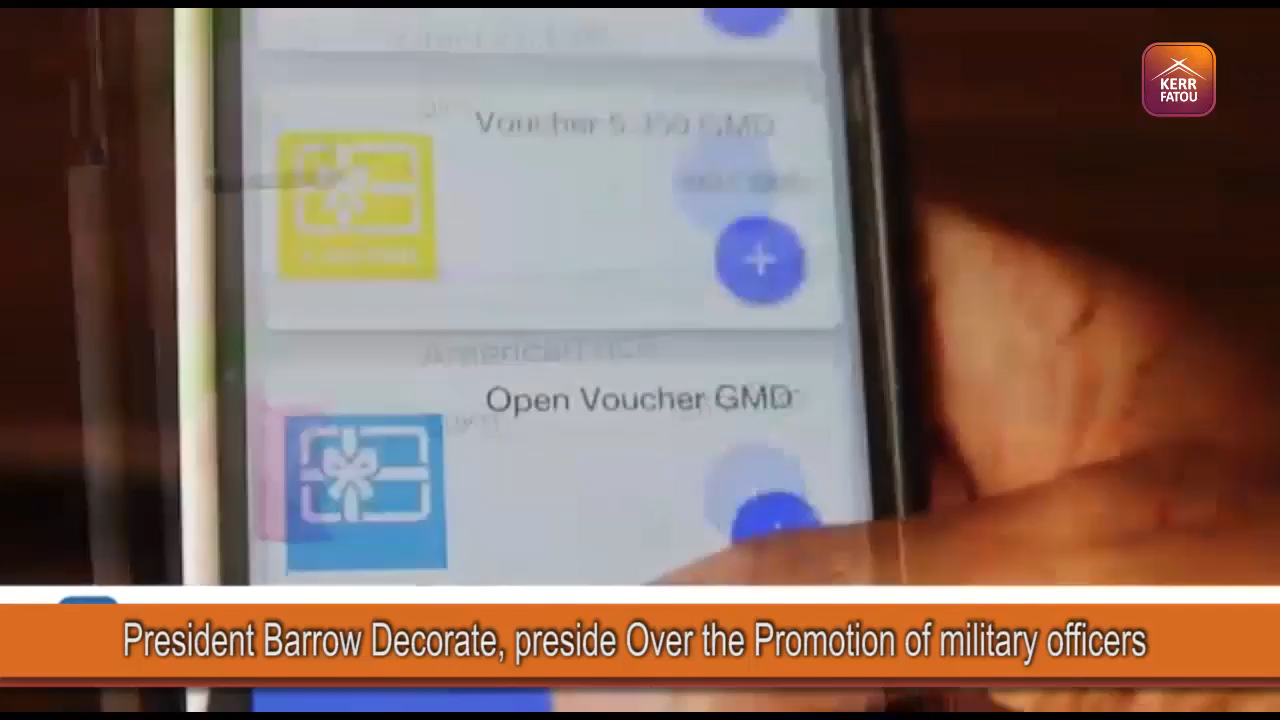 KERR
FATOU
Voucher
GMD
Open Voucher GMD
President Barrow Decorate, preside Over the Promotion of military officers